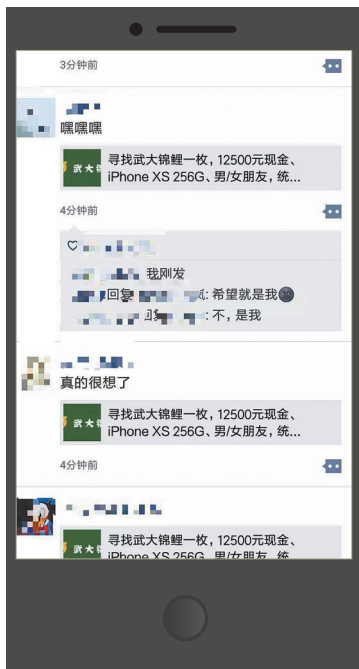 3分钟前
嘿嘿嘿
武大锦
寻找武大锦鲤一枚，12500元现金、
iPhone XS 256G、男/女朋友，统...
4分钟前
我刚发
回复
: 希望就是我
: 不，是我
真的很想了
武大锦
寻找武大锦鲤一枚，12500元现金、
iPhone XS 256G、男/女朋友，统...
4分钟前
武大锦
寻找武大锦鲤一枚，12500元现金、
iPhone XS 256G、男/女朋友，统